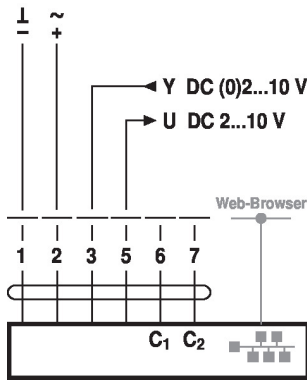 ⊥ ~
− +
Y DC (0)2...10 V
U DC 2...10 V
Web-Browser
1 2 3 5 6 7
C₁ C₂